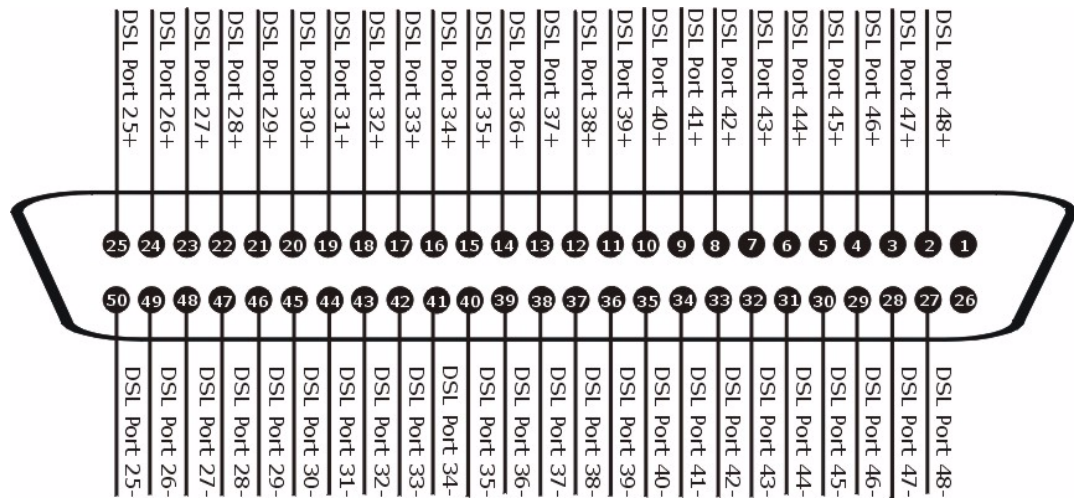 DSL Port 25+
DSL Port 26+
DSL Port 27+
DSL Port 28+
DSL Port 29+
DSL Port 30+
DSL Port 31+
DSL Port 32+
DSL Port 33+
DSL Port 34+
DSL Port 35+
DSL Port 36+
DSL Port 37+
DSL Port 38+
DSL Port 39+
DSL Port 40+
DSL Port 41+
DSL Port 42+
DSL Port 43+
DSL Port 44+
DSL Port 45+
DSL Port 46+
DSL Port 47+
DSL Port 48+
25 24 23 22 21 20 19 18 17 16 15 14 13 12 11 10 9 8 7 6 5 4 3 2 1
50 49 48 47 46 45 44 43 42 41 40 39 38 37 36 35 34 33 32 31 30 29 28 27 26
DSL Port 25-
DSL Port 26-
DSL Port 27-
DSL Port 28-
DSL Port 29-
DSL Port 30-
DSL Port 31-
DSL Port 32-
DSL Port 33-
DSL Port 34-
DSL Port 35-
DSL Port 36-
DSL Port 37-
DSL Port 38-
DSL Port 39-
DSL Port 40-
DSL Port 41-
DSL Port 42-
DSL Port 43-
DSL Port 44-
DSL Port 45-
DSL Port 46-
DSL Port 47-
DSL Port 48-